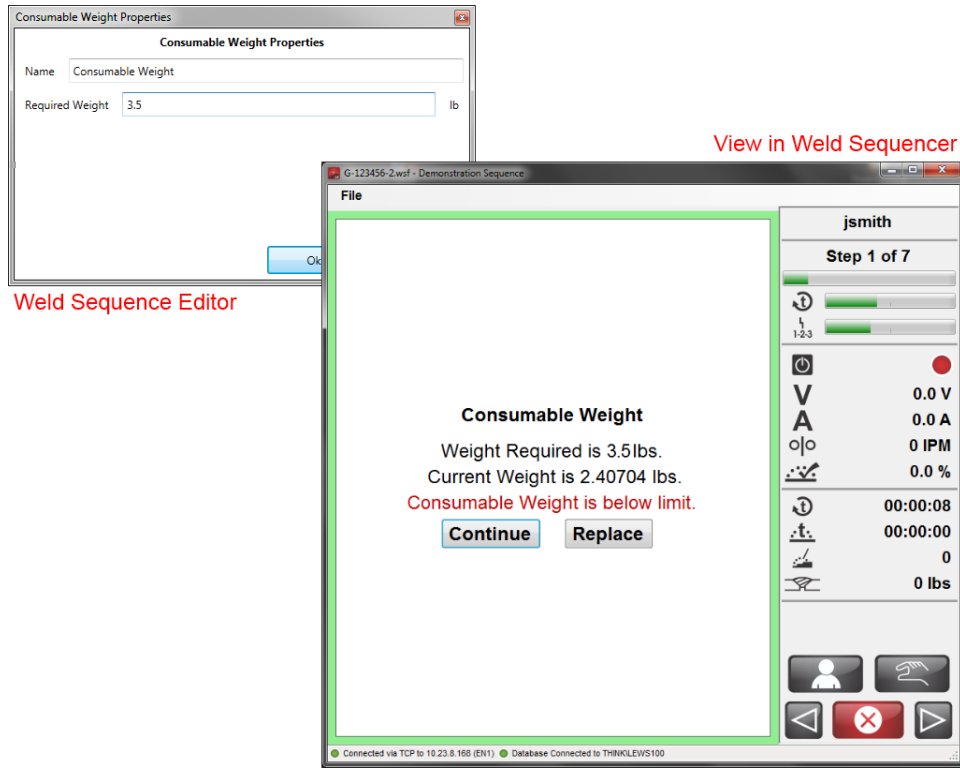 Consumable Weight Properties
Consumable Weight Properties
Name Consumable Weight
Required Weight 3.5 lb
Ok
Weld Sequence Editor
View in Weld Sequencer
G-123456-2.wsf - Demonstration Sequence
File
Consumable Weight
Weight Required is 3.5lbs.
Current Weight is 2.40704 lbs.
Consumable Weight is below limit.
Continue Replace
jsmith
Step 1 of 7
t
1-2-3
V 0.0 V
A 0.0 A
0 IPM
0.0 %
t 00:00:08
.t. 00:00:00
0
0 lbs
Connected via TCP to 10.23.8.168 (EN1) Database Connected to THINK\LEWS100